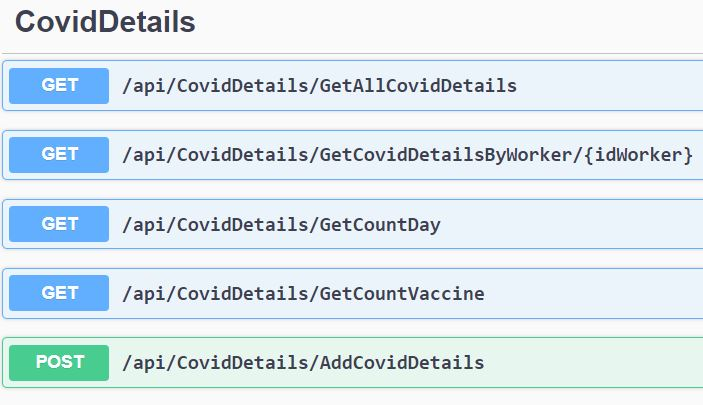 CovidDetails
GET /api/CovidDetails/GetAllCovidDetails
GET /api/CovidDetails/GetCovidDetailsByWorker/{idWorker}
GET /api/CovidDetails/GetCountDay
GET /api/CovidDetails/GetCountVaccine
POST /api/CovidDetails/AddCovidDetails